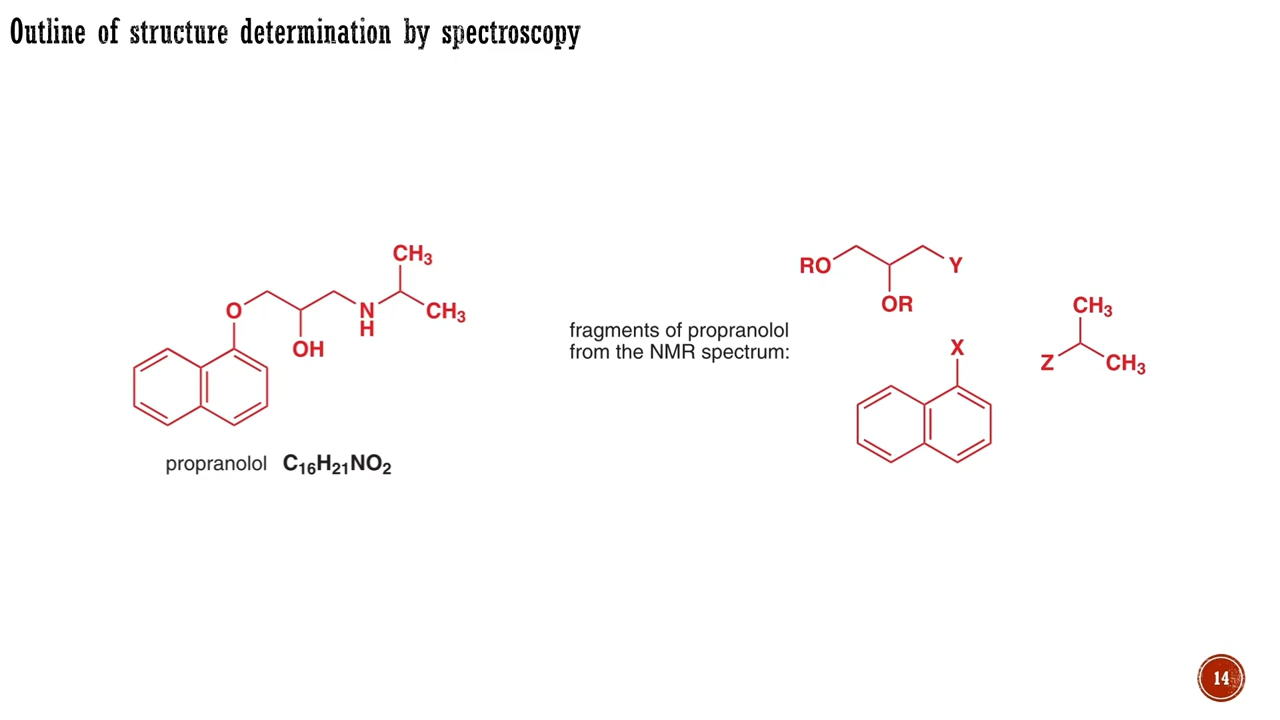 Outline of structure determination by spectroscopy
CH₃
O
N
H
CH₃
OH
propranolol C₁₆H₂₁NO₂
fragments of propranolol
from the NMR spectrum:
RO
Y
OR
X
CH₃
Z
CH₃
14